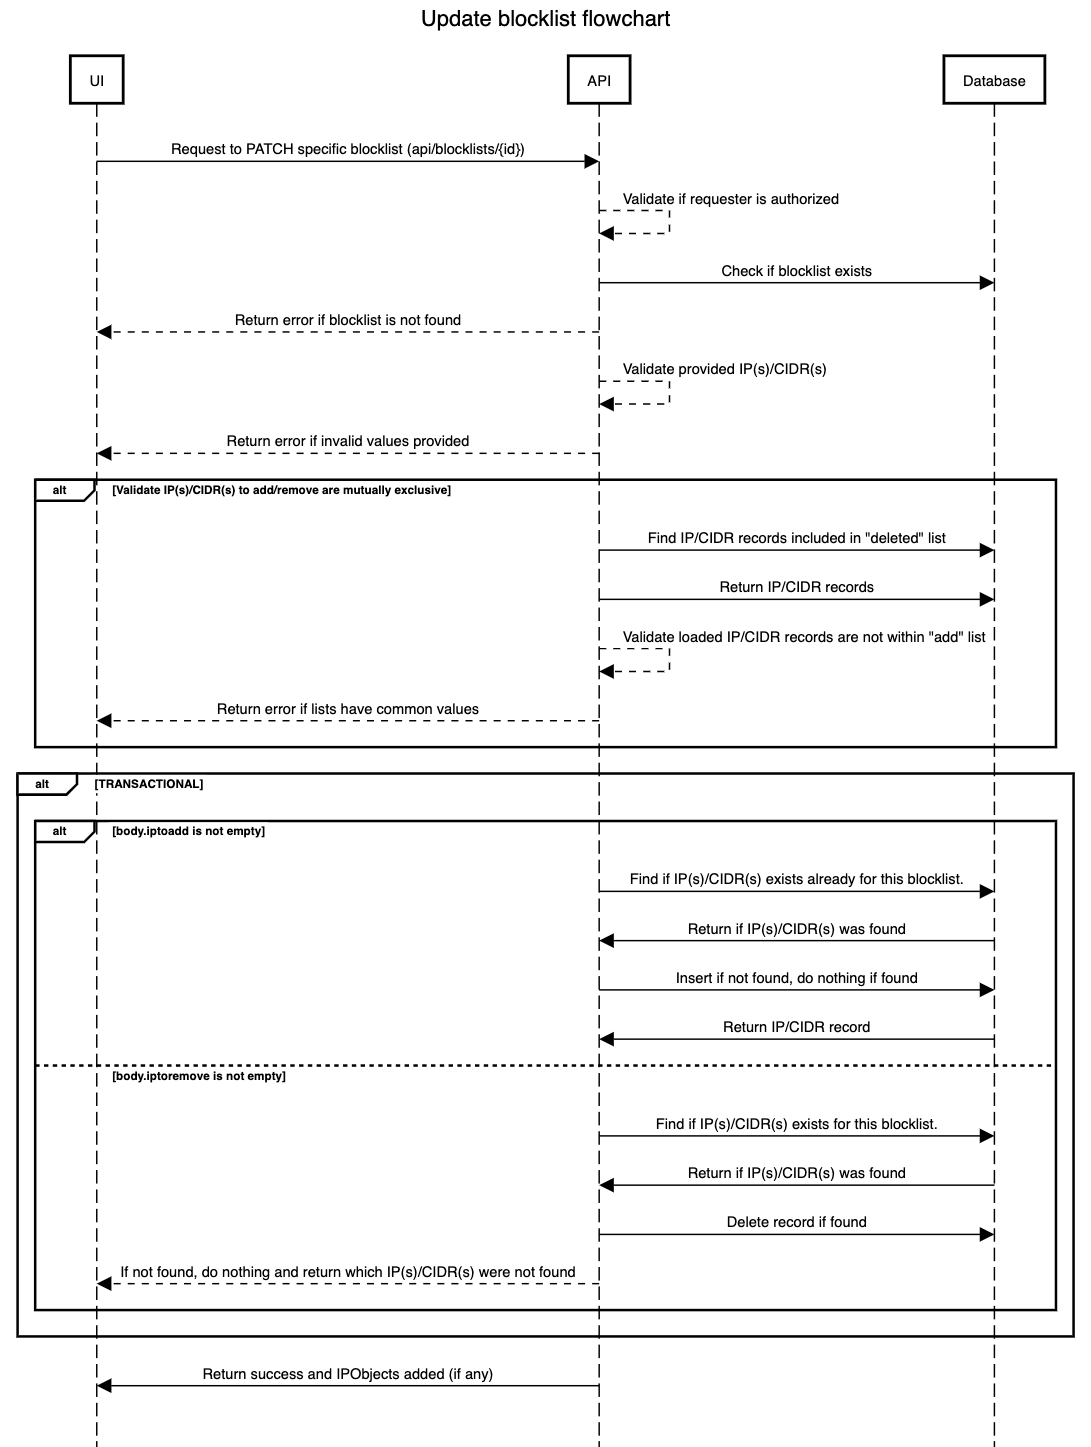 Update blocklist flowchart
UI
API
Database
Request to PATCH specific blocklist (api/blocklists/{id})
Validate if requester is authorized
Check if blocklist exists
Return error if blocklist is not found
Validate provided IP(s)/CIDR(s)
Return error if invalid values provided
alt
[Validate IP(s)/CIDR(s) to add/remove are mutually exclusive]
Find IP/CIDR records included in "deleted" list
Return IP/CIDR records
Validate loaded IP/CIDR records are not within "add" list
Return error if lists have common values
alt
[TRANSACTIONAL]
alt
[body.iptoadd is not empty]
Find if IP(s)/CIDR(s) exists already for this blocklist.
Return if IP(s)/CIDR(s) was found
Insert if not found, do nothing if found
Return IP/CIDR record
[body.iptoremove is not empty]
Find if IP(s)/CIDR(s) exists for this blocklist.
Return if IP(s)/CIDR(s) was found
Delete record if found
If not found, do nothing and return which IP(s)/CIDR(s) were not found
Return success and IPObjects added (if any)